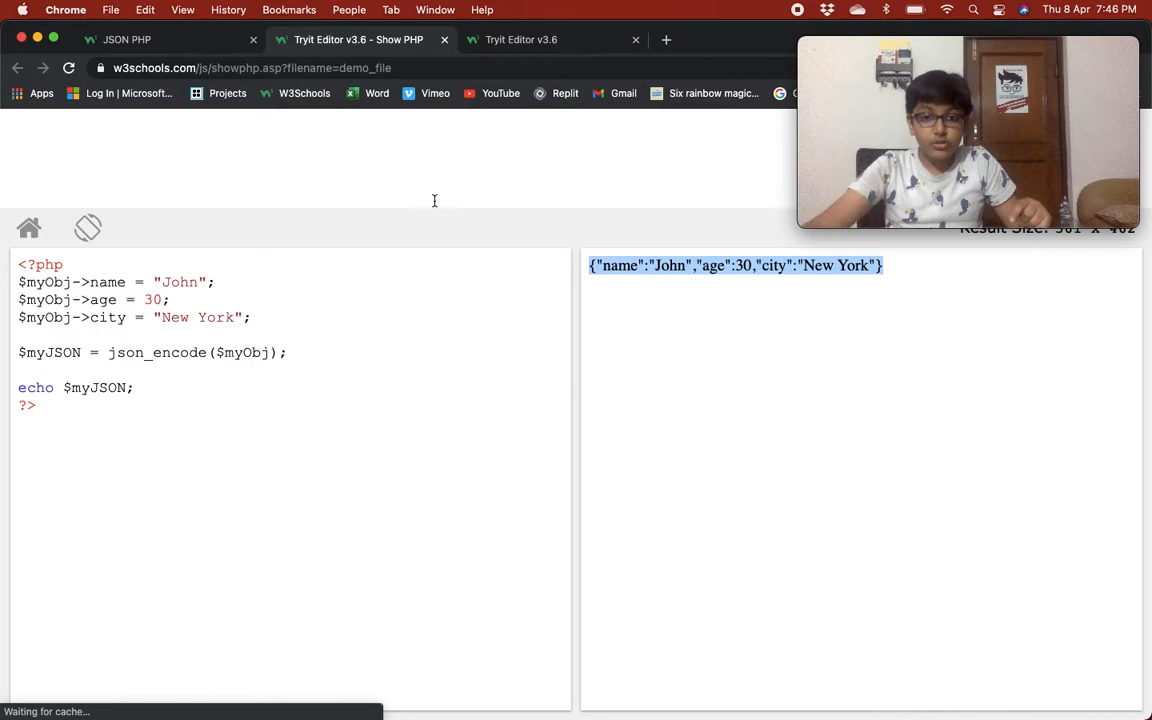 Chrome File Edit View History Bookmarks People Tab Window Help Thu 8 Apr 7:46 PM
JSON PHP Tryit Editor v3.6 - Show PHP Tryit Editor v3.6
w3schools.com/js/showphp.asp?filename=demo_file
Apps Log In | Microsoft... Projects W3Schools Word Vimeo YouTube Replit Gmail Six rainbow magic...
{"name":"John","age":30,"city":"New York"}
<?php
$myObj->name = "John";
$myObj->age = 30;
$myObj->city = "New York";
$myJSON = json_encode($myObj);
echo $myJSON;
?>
Waiting for cache...